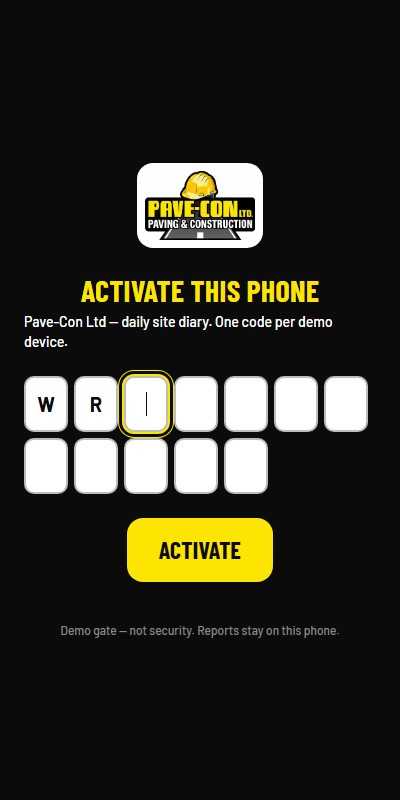 PAVE-CON LTD.
PAVING & CONSTRUCTION
ACTIVATE THIS PHONE
Pave-Con Ltd — daily site diary. One code per demo
device.
W R
ACTIVATE
Demo gate — not security. Reports stay on this phone.